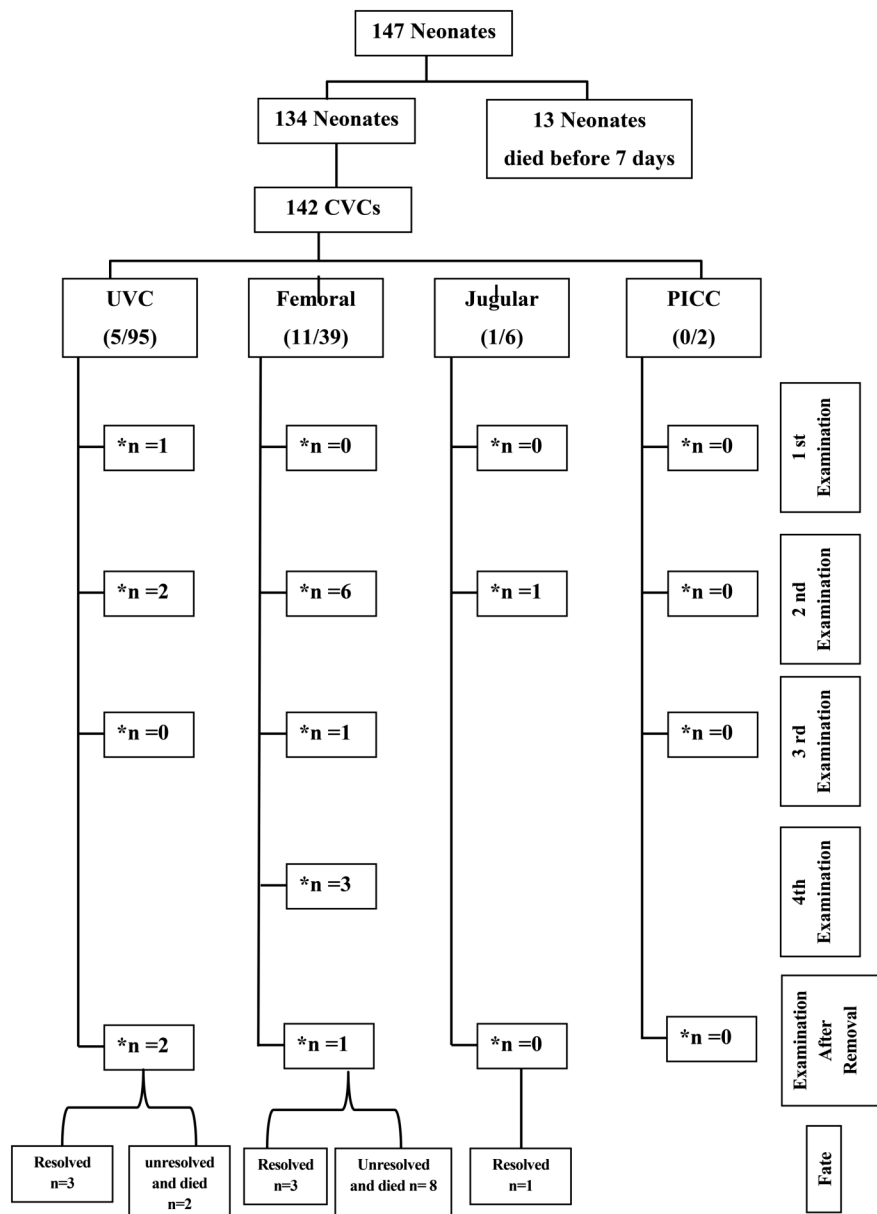 147 Neonates
134 Neonates
13 Neonates
died before 7 days
142 CVCs
UVC
(5/95)
Femoral
(11/39)
Jugular
(1/6)
PICC
(0/2)
*n =1
*n =0
*n =0
*n =0
1 st
Examination
*n =2
*n =6
*n =1
*n =0
2 nd
Examination
*n =0
*n =1
*n =0
3 rd
Examination
*n =3
4th
Examination
*n =2
*n =1
*n =0
*n =0
Examination
After
Removal
Resolved
n=3
unresolved
and died
n=2
Resolved
n=3
Unresolved
and died n= 8
Resolved
n=1
Fate